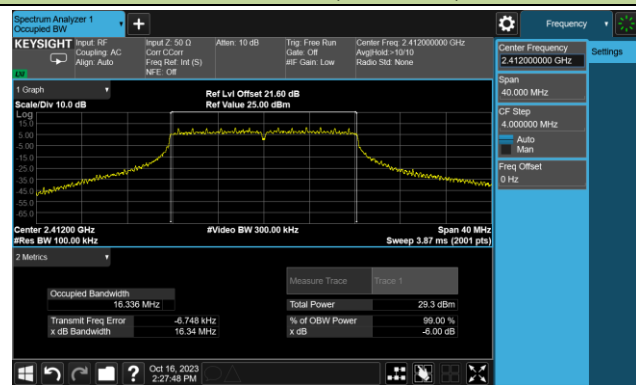 Spectrum Analyzer 1
Occupied BW
+
Frequency
KEYSIGHT
Input: RF
Coupling: AC
Align: Auto
Input Z: 50 Ω
Corr CCorr
Freq Ref: Int (S)
NFE: Off
Atten: 10 dB
Trig: Free Run
Gate: Off
#IF Gain: Low
Center Freq: 2.412000000 GHz
Avg|Hold:>10/10
Radio Std: None
Center Frequency
2.412000000 GHz
Settings
Span
40.000 MHz
CF Step
4.000000 MHz
Auto
Man
Freq Offset
0 Hz
1 Graph
Scale/Div 10.0 dB
Ref Lvl Offset 21.60 dB
Ref Value 25.00 dBm
Log
15.0
5.00
-5.00
-15.0
-25.0
-35.0
-45.0
-55.0
-65.0
Center 2.41200 GHz
#Video BW 300.00 kHz
Span 40 MHz
#Res BW 100.00 kHz
Sweep 3.87 ms (2001 pts)
2 Metrics
Measure Trace
Trace 1
Occupied Bandwidth
16.336 MHz
Total Power
29.3 dBm
Transmit Freq Error
-6.748 kHz
% of OBW Power
99.00 %
x dB Bandwidth
16.34 MHz
x dB
-6.00 dB
?
Oct 16, 2023
2:27:48 PM